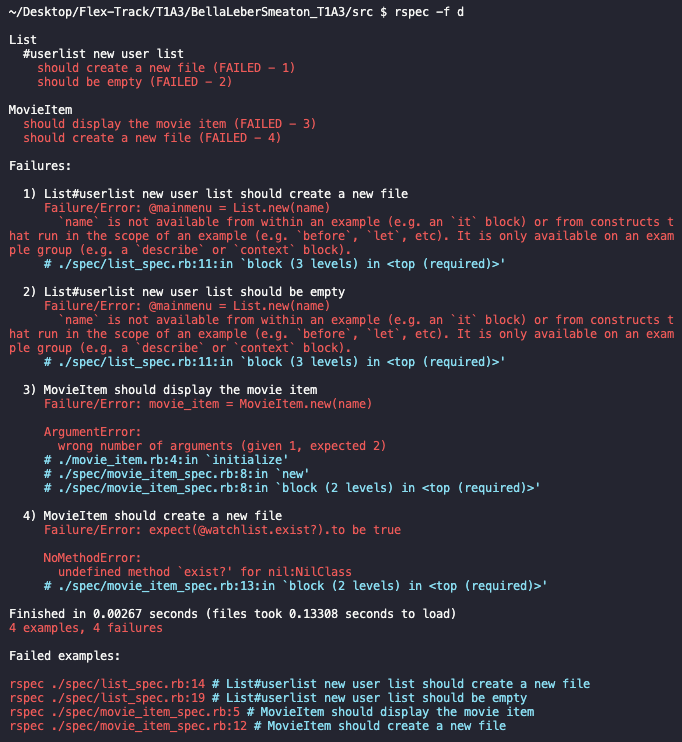 ~/Desktop/Flex-Track/T1A3/BellaLeberSmeaton_T1A3/src $ rspec -f d
List
#userlist new user list
should create a new file (FAILED - 1)
should be empty (FAILED - 2)
MovieItem
should display the movie item (FAILED - 3)
should create a new file (FAILED - 4)
Failures:
1) List#userlist new user list should create a new file
Failure/Error: @mainmenu = List.new(name)
`name` is not available from within an example (e.g. an `it` block) or from constructs t
hat run in the scope of an example (e.g. `before`, `let`, etc). It is only available on an exam
ple group (e.g. a `describe` or `context` block).
# ./spec/list_spec.rb:11:in `block (3 levels) in <top (required)>'
2) List#userlist new user list should be empty
Failure/Error: @mainmenu = List.new(name)
`name` is not available from within an example (e.g. an `it` block) or from constructs t
hat run in the scope of an example (e.g. `before`, `let`, etc). It is only available on an exam
ple group (e.g. a `describe` or `context` block).
# ./spec/list_spec.rb:11:in `block (3 levels) in <top (required)>'
3) MovieItem should display the movie item
Failure/Error: movie_item = MovieItem.new(name)
ArgumentError:
wrong number of arguments (given 1, expected 2)
# ./movie_item.rb:4:in `initialize'
# ./spec/movie_item_spec.rb:8:in `new'
# ./spec/movie_item_spec.rb:8:in `block (2 levels) in <top (required)>'
4) MovieItem should create a new file
Failure/Error: expect(@watchlist.exist?).to be true
NoMethodError:
undefined method `exist?' for nil:NilClass
# ./spec/movie_item_spec.rb:13:in `block (2 levels) in <top (required)>'
Finished in 0.00267 seconds (files took 0.13308 seconds to load)
4 examples, 4 failures
Failed examples:
rspec ./spec/list_spec.rb:14 # List#userlist new user list should create a new file
rspec ./spec/list_spec.rb:19 # List#userlist new user list should be empty
rspec ./spec/movie_item_spec.rb:5 # MovieItem should display the movie item
rspec ./spec/movie_item_spec.rb:12 # MovieItem should create a new file